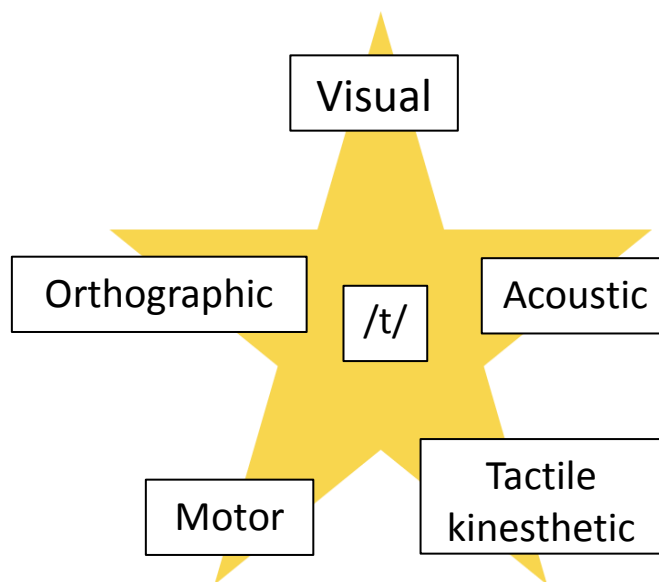 Visual
Orthographic
/t/
Acoustic
Motor
Tactile
kinesthetic